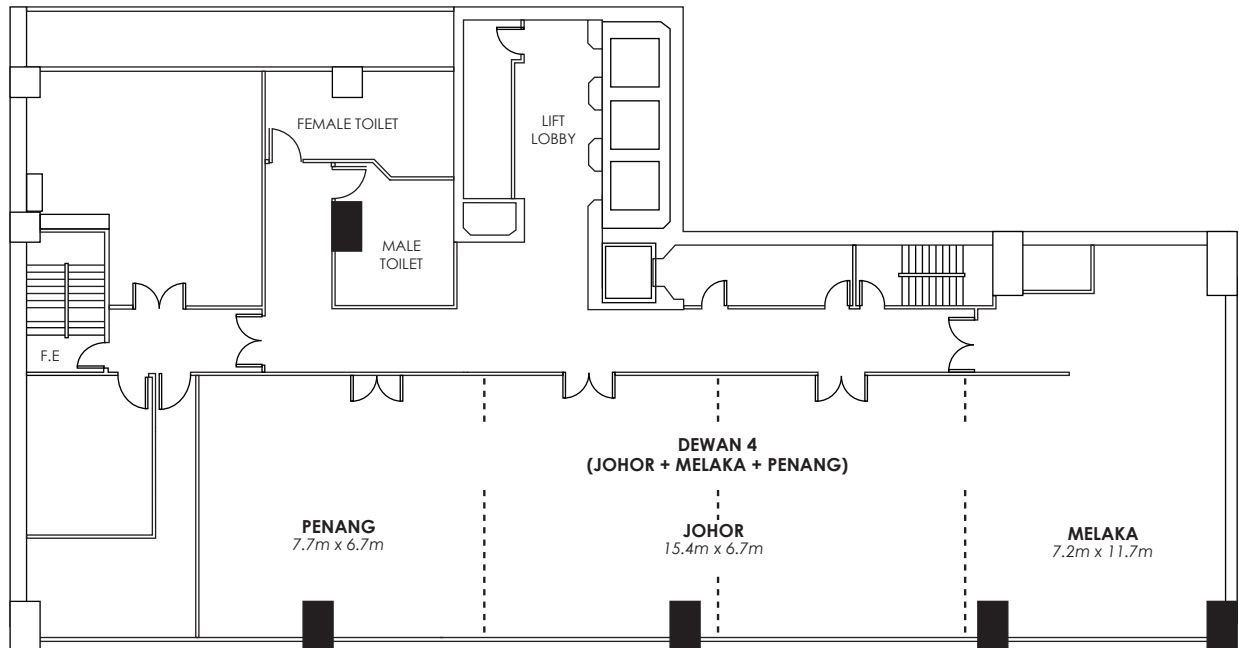 FEMALE TOILET
LIFT
LOBBY
MALE
TOILET
F.E
DEWAN 4
(JOHOR + MELAKA + PENANG)
PENANG
7.7m x 6.7m
JOHOR
15.4m x 6.7m
MELAKA
7.2m x 11.7m